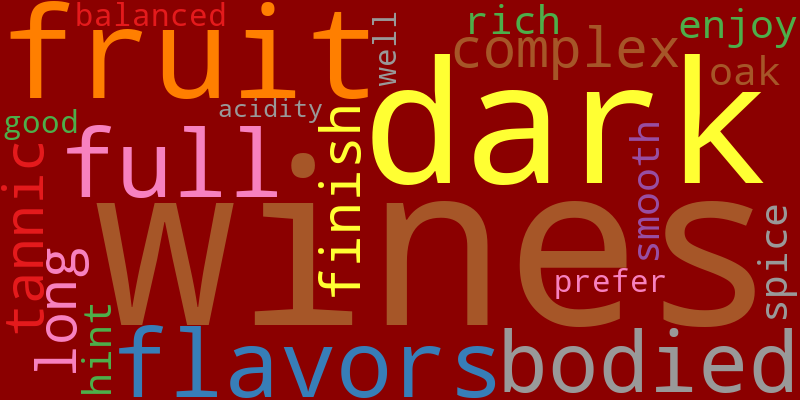 balanced
fruit
well
rich
enjoy
complex
oak
dark
acidity
good
full
finish
tannic
smooth
wines
spice
long
prefer
hint
flavors
bodied